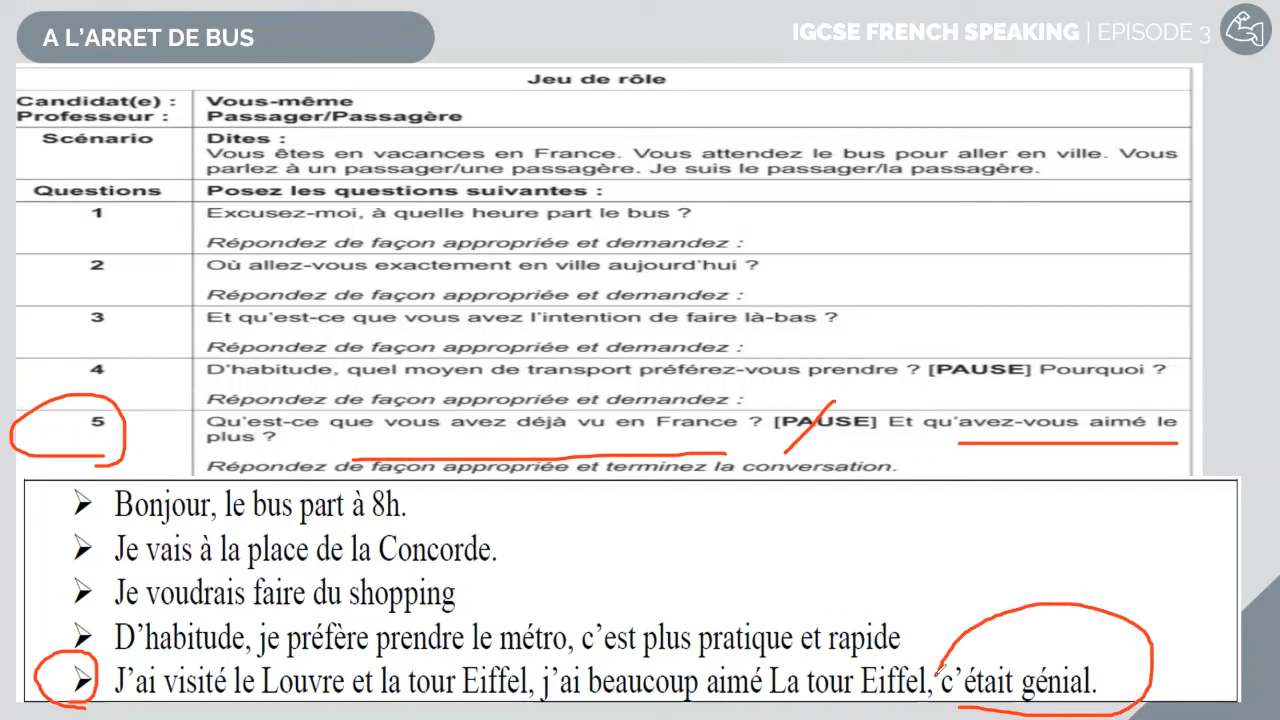 A L'ARRET DE BUS
IGCSE FRENCH SPEAKING | EPISODE 3
Jeu de rôle
Candidat(e) : Vous-même
Professeur : Passager/Passagère
Scénario Dites :
Vous êtes en vacances en France. Vous attendez le bus pour aller en ville. Vous
parlez à un passager/une passagère. Je suis le passager/la passagère.
Questions Posez les questions suivantes :
1 Excusez-moi, à quelle heure part le bus ?
Répondez de façon appropriée et demandez :
2 Où allez-vous exactement en ville aujourd'hui ?
Répondez de façon appropriée et demandez :
3 Et qu'est-ce que vous avez l'intention de faire là-bas ?
Répondez de façon appropriée et demandez :
4 D'habitude, quel moyen de transport préférez-vous prendre ? [PAUSE] Pourquoi ?
Répondez de façon appropriée et demandez :
5 Qu'est-ce que vous avez déjà vu en France ? [PAUSE] Et qu'avez-vous aimé le
plus ?
Répondez de façon appropriée et terminez la conversation.
Bonjour, le bus part à 8h.
Je vais à la place de la Concorde.
Je voudrais faire du shopping
D'habitude, je préfère prendre le métro, c'est plus pratique et rapide
J'ai visité le Louvre et la tour Eiffel, j'ai beaucoup aimé La tour Eiffel, c'était génial.